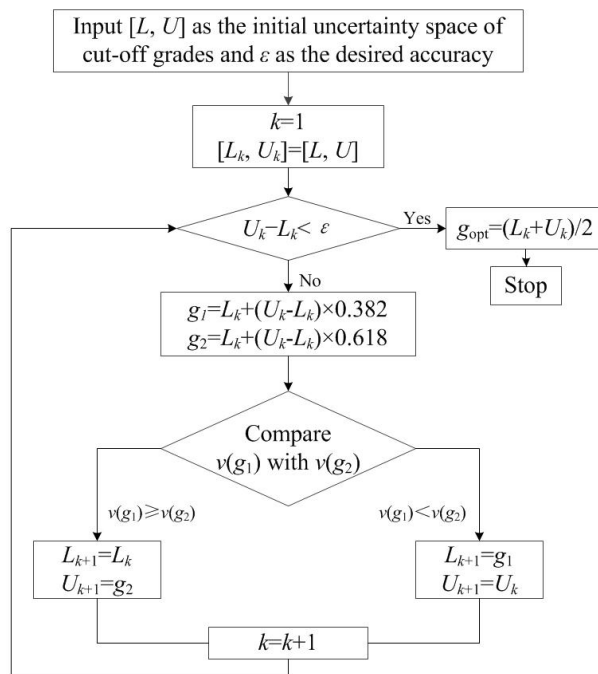 Input [L, U] as the initial uncertainty space of
cut-off grades and ε as the desired accuracy
k=1
[Lk, Uk]=[L, U]
Uk−Lk< ε
Yes
gopt=(Lk+Uk)/2
Stop
No
g1=Lk+(Uk-Lk)×0.382
g2=Lk+(Uk-Lk)×0.618
Compare
v(g1) with v(g2)
v(g1)≥v(g2)
v(g1)<v(g2)
Lk+1=Lk
Uk+1=g2
Lk+1=g1
Uk+1=Uk
k=k+1